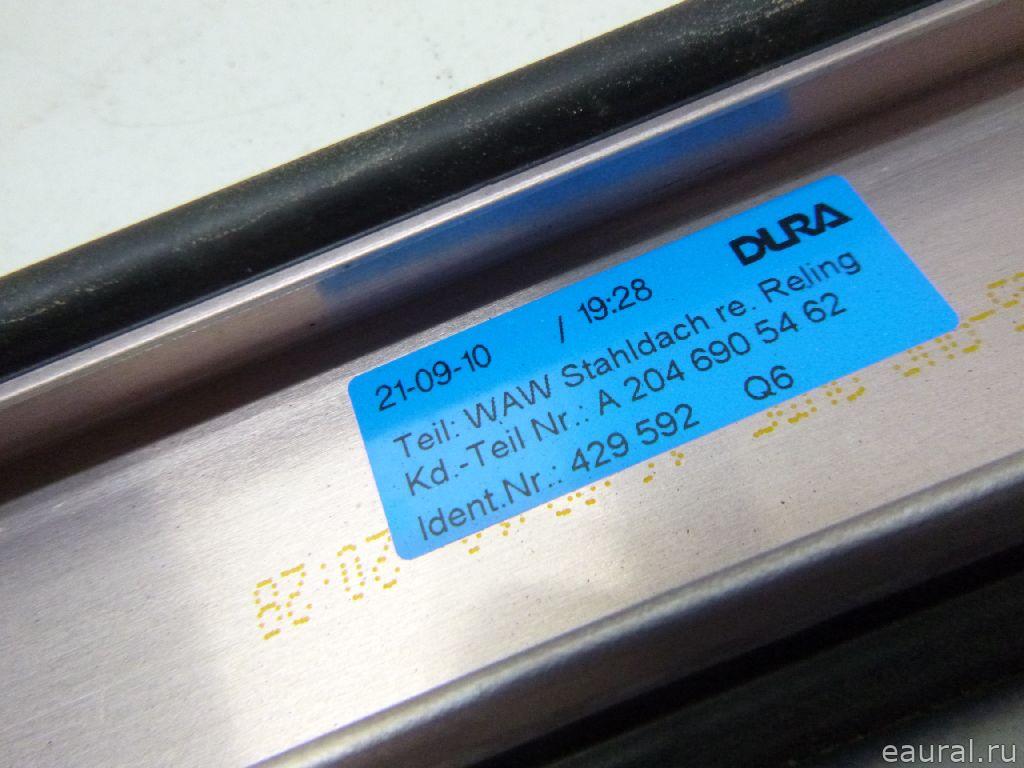 DURA
21-09-10 / 19:28
Teil: WAW Stahldach re. Reling
Kd.-Teil Nr.: A 204 690 54 62
Ident.Nr.: 429 592 Q6
eaural.ru